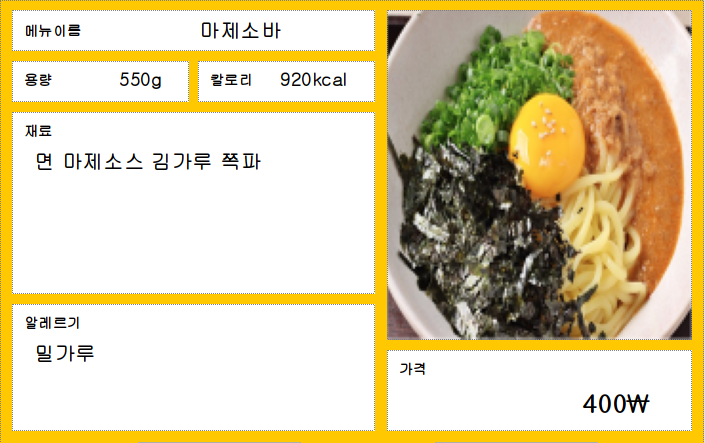 메뉴이름 마제소바
용량 550g 칼로리 920kcal
재료
면 마제소스 김가루 쪽파
알레르기
밀가루
가격
400₩